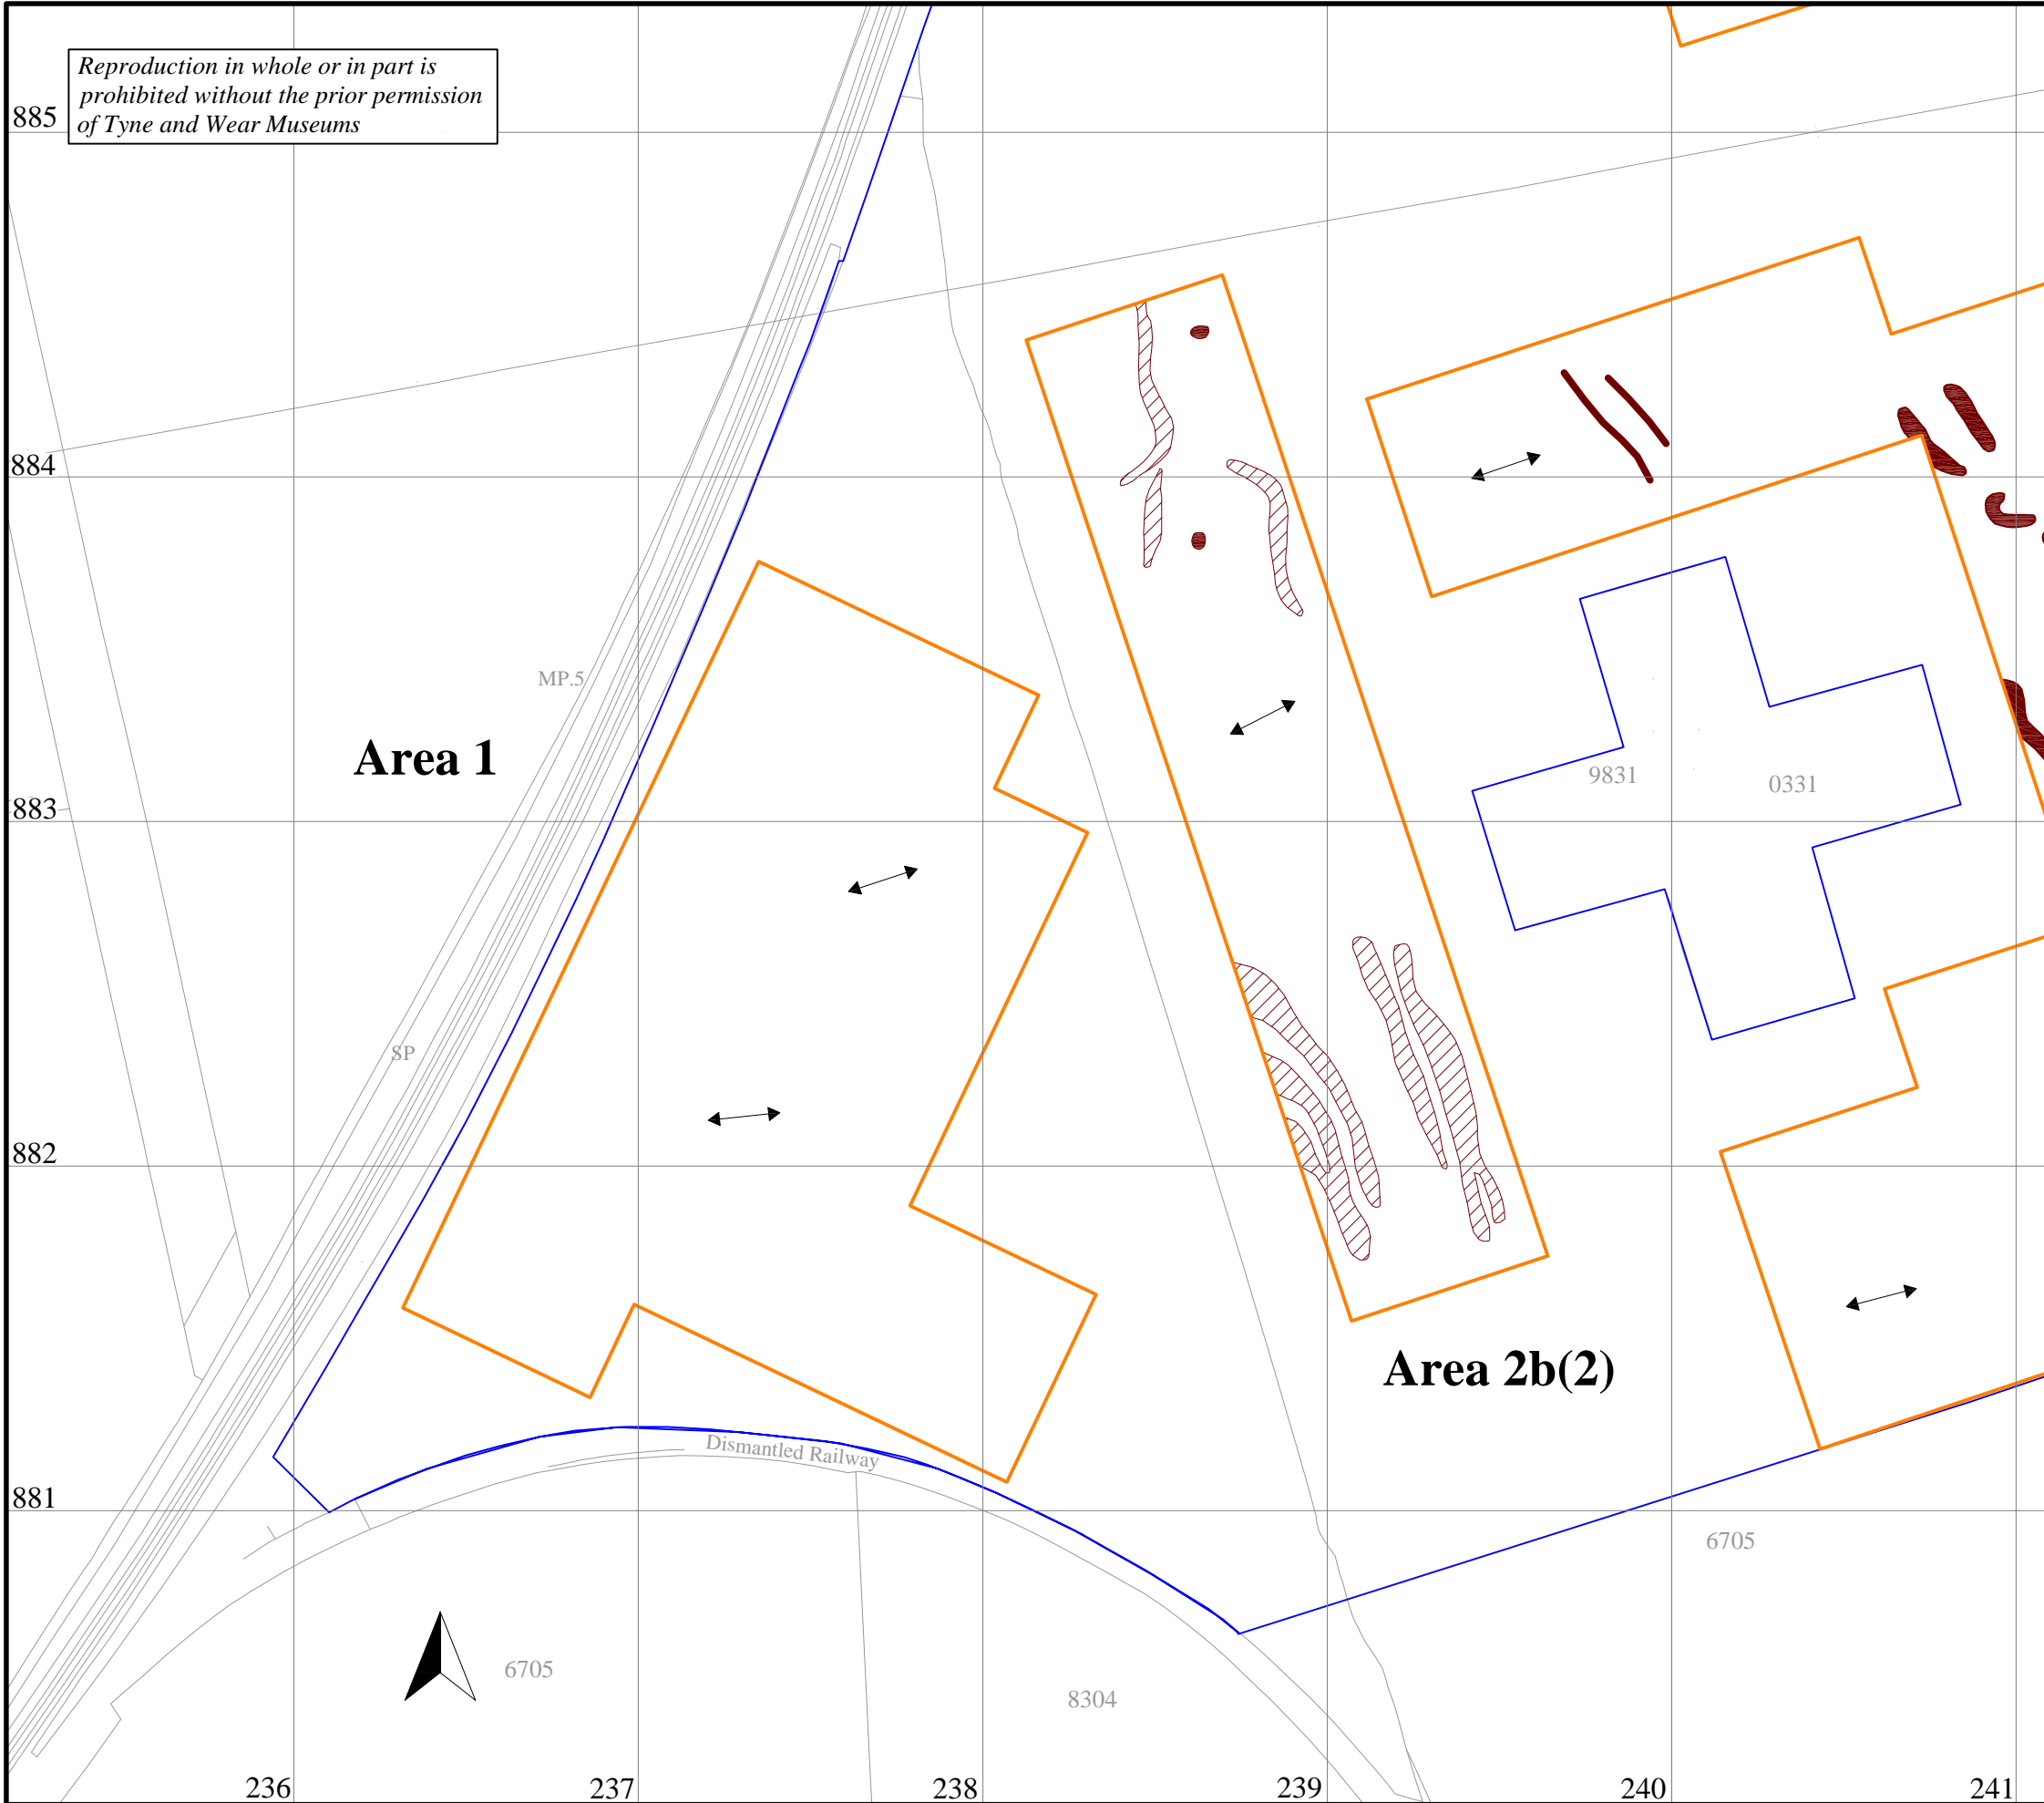 Reproduction in whole or in part is
prohibited without the prior permission
of Tyne and Wear Museums
885
884
MP.5
Area 1
9831
0331
883
SP
882
Area 2b(2)
Dismantled Railway
881
6705
6705
8304
236
237
238
239
240
241